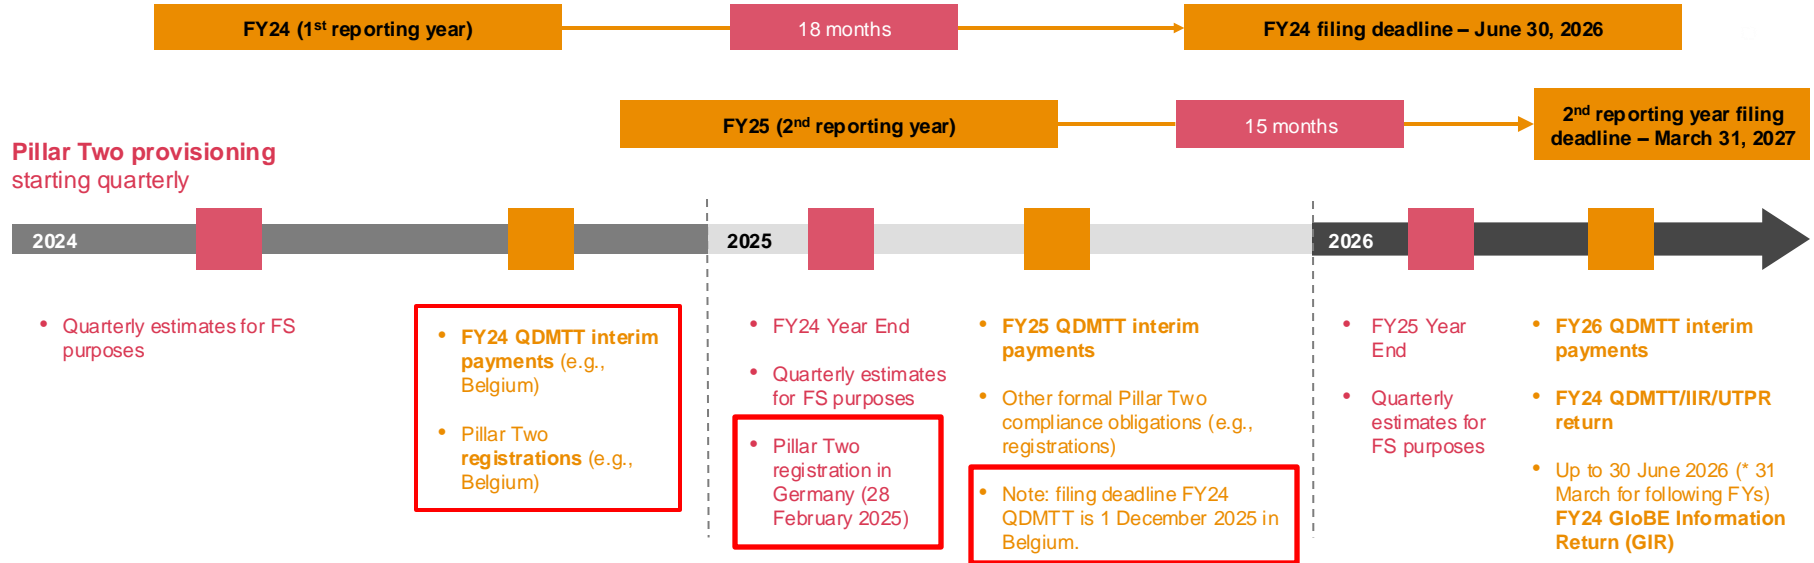 FY24 (1st reporting year)
18 months
FY24 filing deadline – June 30, 2026
FY25 (2nd reporting year)
15 months
2nd reporting year filing
deadline – March 31, 2027
Pillar Two provisioning
starting quarterly
2024
2025
2026
• Quarterly estimates for FS
purposes
• FY24 QDMTT interim
payments (e.g.,
Belgium)
• Pillar Two
registrations (e.g.,
Belgium)
• FY24 Year End
• Quarterly estimates
for FS purposes
• Pillar Two
registration in
Germany (28
February 2025)
• FY25 QDMTT interim
payments
• Other formal Pillar Two
compliance obligations (e.g.,
registrations)
• Note: filing deadline FY24
QDMTT is 1 December 2025 in
Belgium.
• FY25 Year
End
• Quarterly
estimates for
FS purposes
• FY26 QDMTT interim
payments
• FY24 QDMTT/IIR/UTPR
return
• Up to 30 June 2026 (* 31
March for following FYs)
FY24 GloBE Information
Return (GIR)